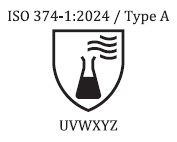 ISO 374-1:2024 / Type A
UVWXYZ